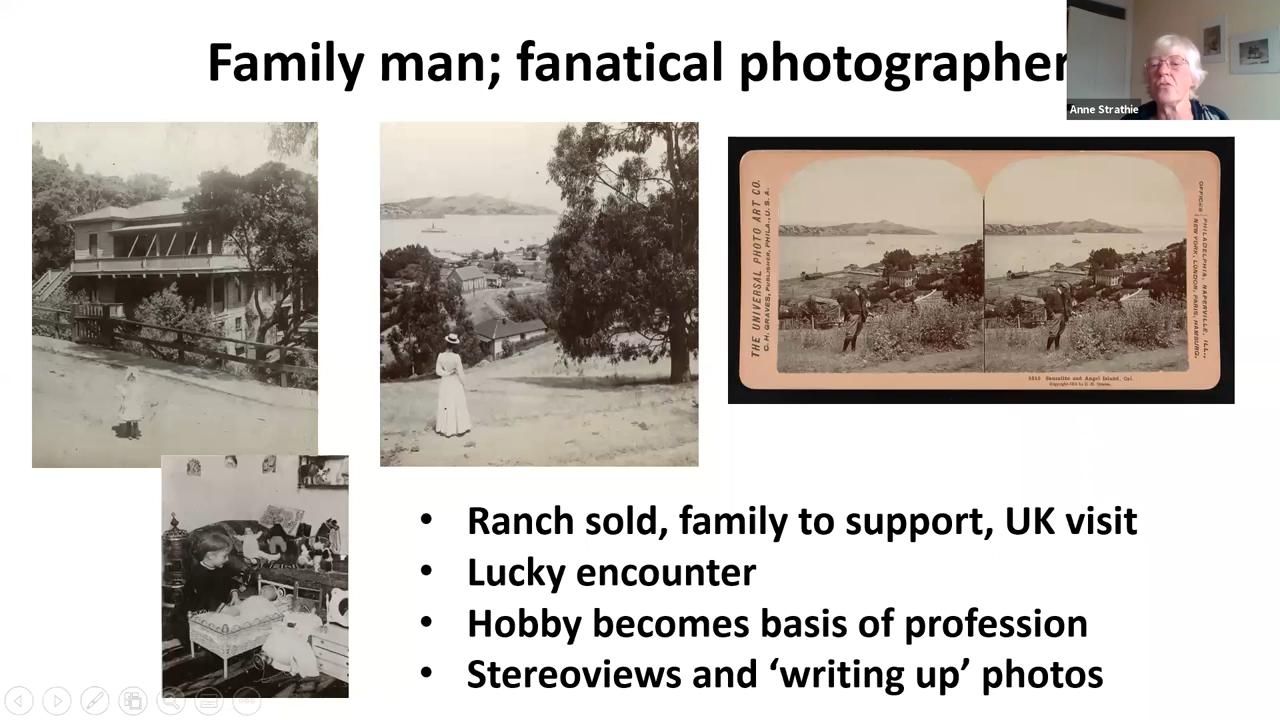 Family man; fanatical photographer
Anne Strathie
THE UNIVERSAL PHOTO ART CO.
C. H. GRAVES, PUBLISHER, PHILA., U. S. A.
OFFICES
PHILADELPHIA, NAPERVILLE, ILL.,
NEW YORK, LONDON, PARIS, HAMBURG.
Sausalito and Angel Island, Cal.
• Ranch sold, family to support, UK visit
• Lucky encounter
• Hobby becomes basis of profession
• Stereoviews and ‘writing up’ photos